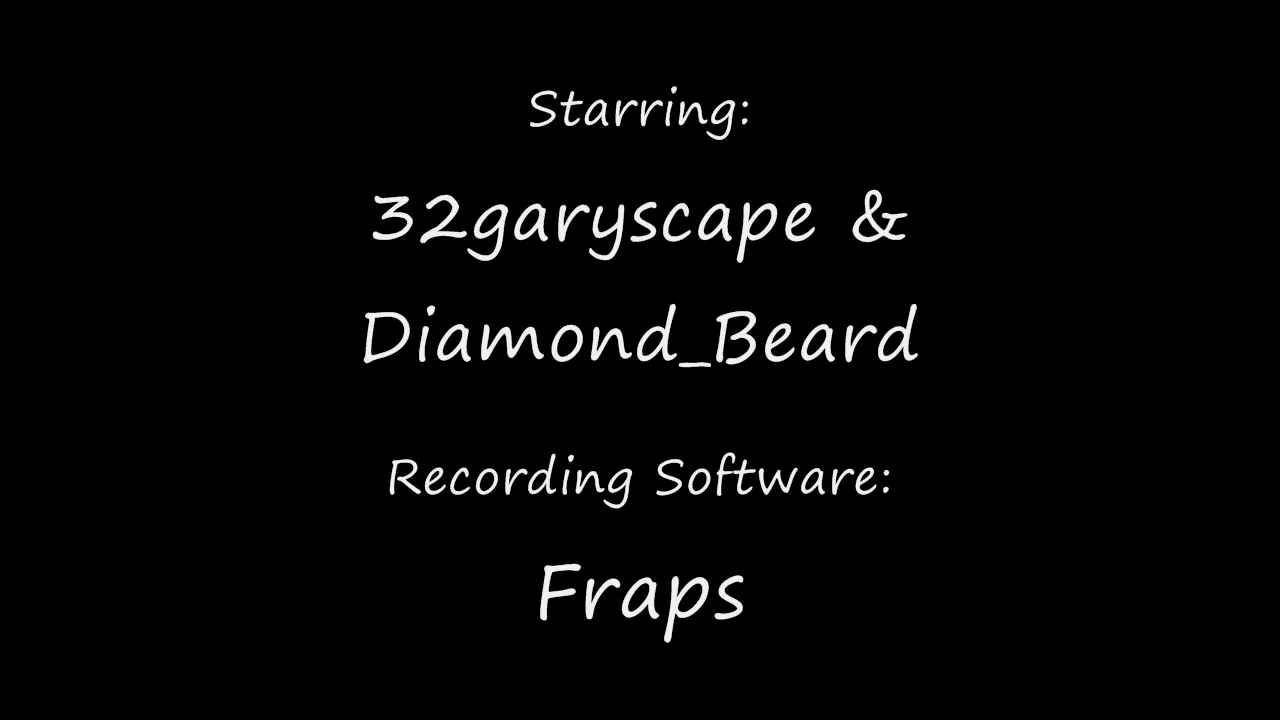 Starring:
32garyscape &
Diamond_Beard
Recording Software:
Fraps